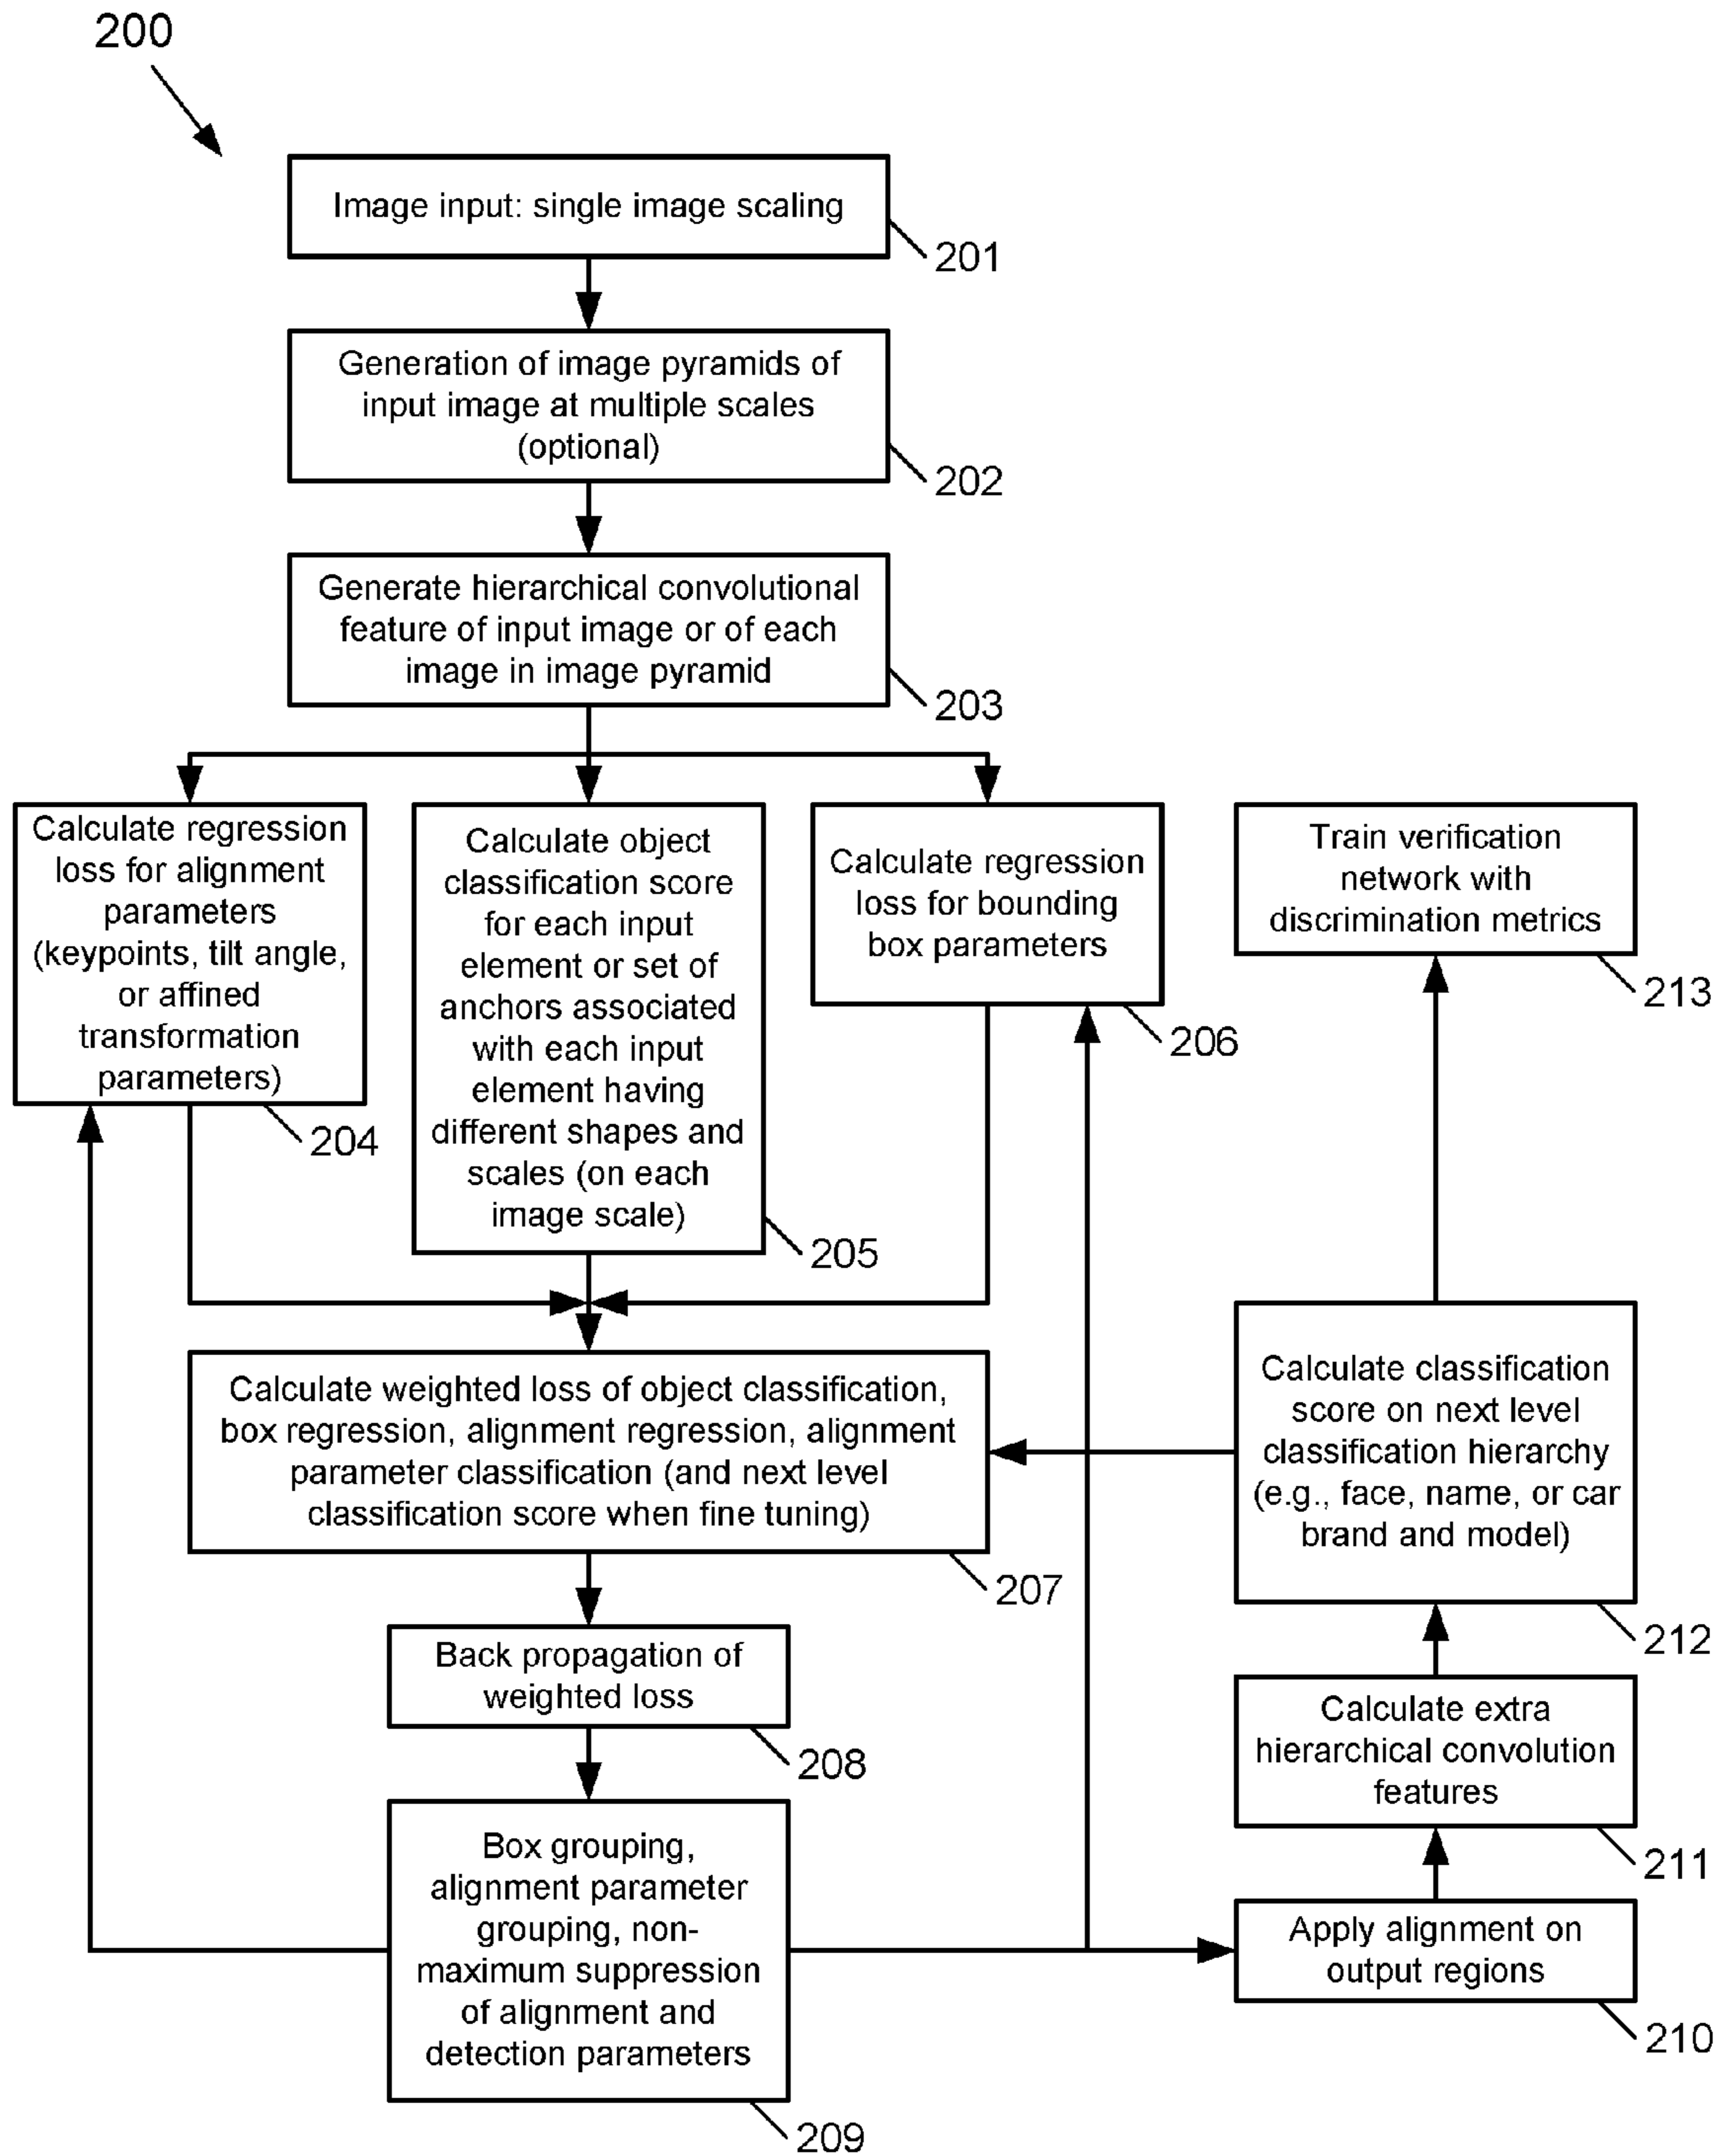 200
Image input: single image scaling
201
Generation of image pyramids of
input image at multiple scales
(optional)
202
Generate hierarchical convolutional
feature of input image or of each
image in image pyramid
203
Calculate regression
loss for alignment
parameters
(keypoints, tilt angle,
or affined
transformation
parameters)
204
Calculate object
classification score
for each input
element or set of
anchors associated
with each input
element having
different shapes and
scales (on each
image scale)
205
Calculate regression
loss for bounding
box parameters
206
Train verification
network with
discrimination metrics
213
Calculate weighted loss of object classification,
box regression, alignment regression, alignment
parameter classification (and next level
classification score when fine tuning)
207
Calculate classification
score on next level
classification hierarchy
(e.g., face, name, or car
brand and model)
212
Back propagation of
weighted loss
208
Calculate extra
hierarchical convolution
features
211
Box grouping,
alignment parameter
grouping, non-
maximum suppression
of alignment and
detection parameters
209
Apply alignment on
output regions
210